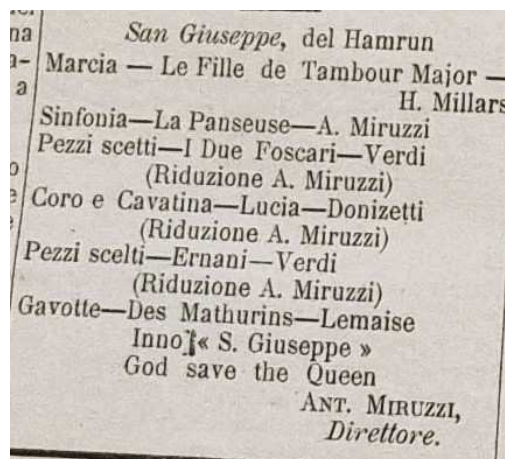 San Giuseppe, del Hamrun
Marcia — Le Fille de Tambour Major —
H. Millars
Sinfonia—La Panseuse—A. Miruzzi
Pezzi scetti—I Due Foscari—Verdi
(Riduzione A. Miruzzi)
Coro e Cavatina—Lucia—Donizetti
(Riduzione A. Miruzzi)
Pezzi scelti—Ernani—Verdi
(Riduzione A. Miruzzi)
Gavotte—Des Mathurins—Lemaise
Inno « S. Giuseppe »
God save the Queen
ANT. MIRUZZI,
Direttore.